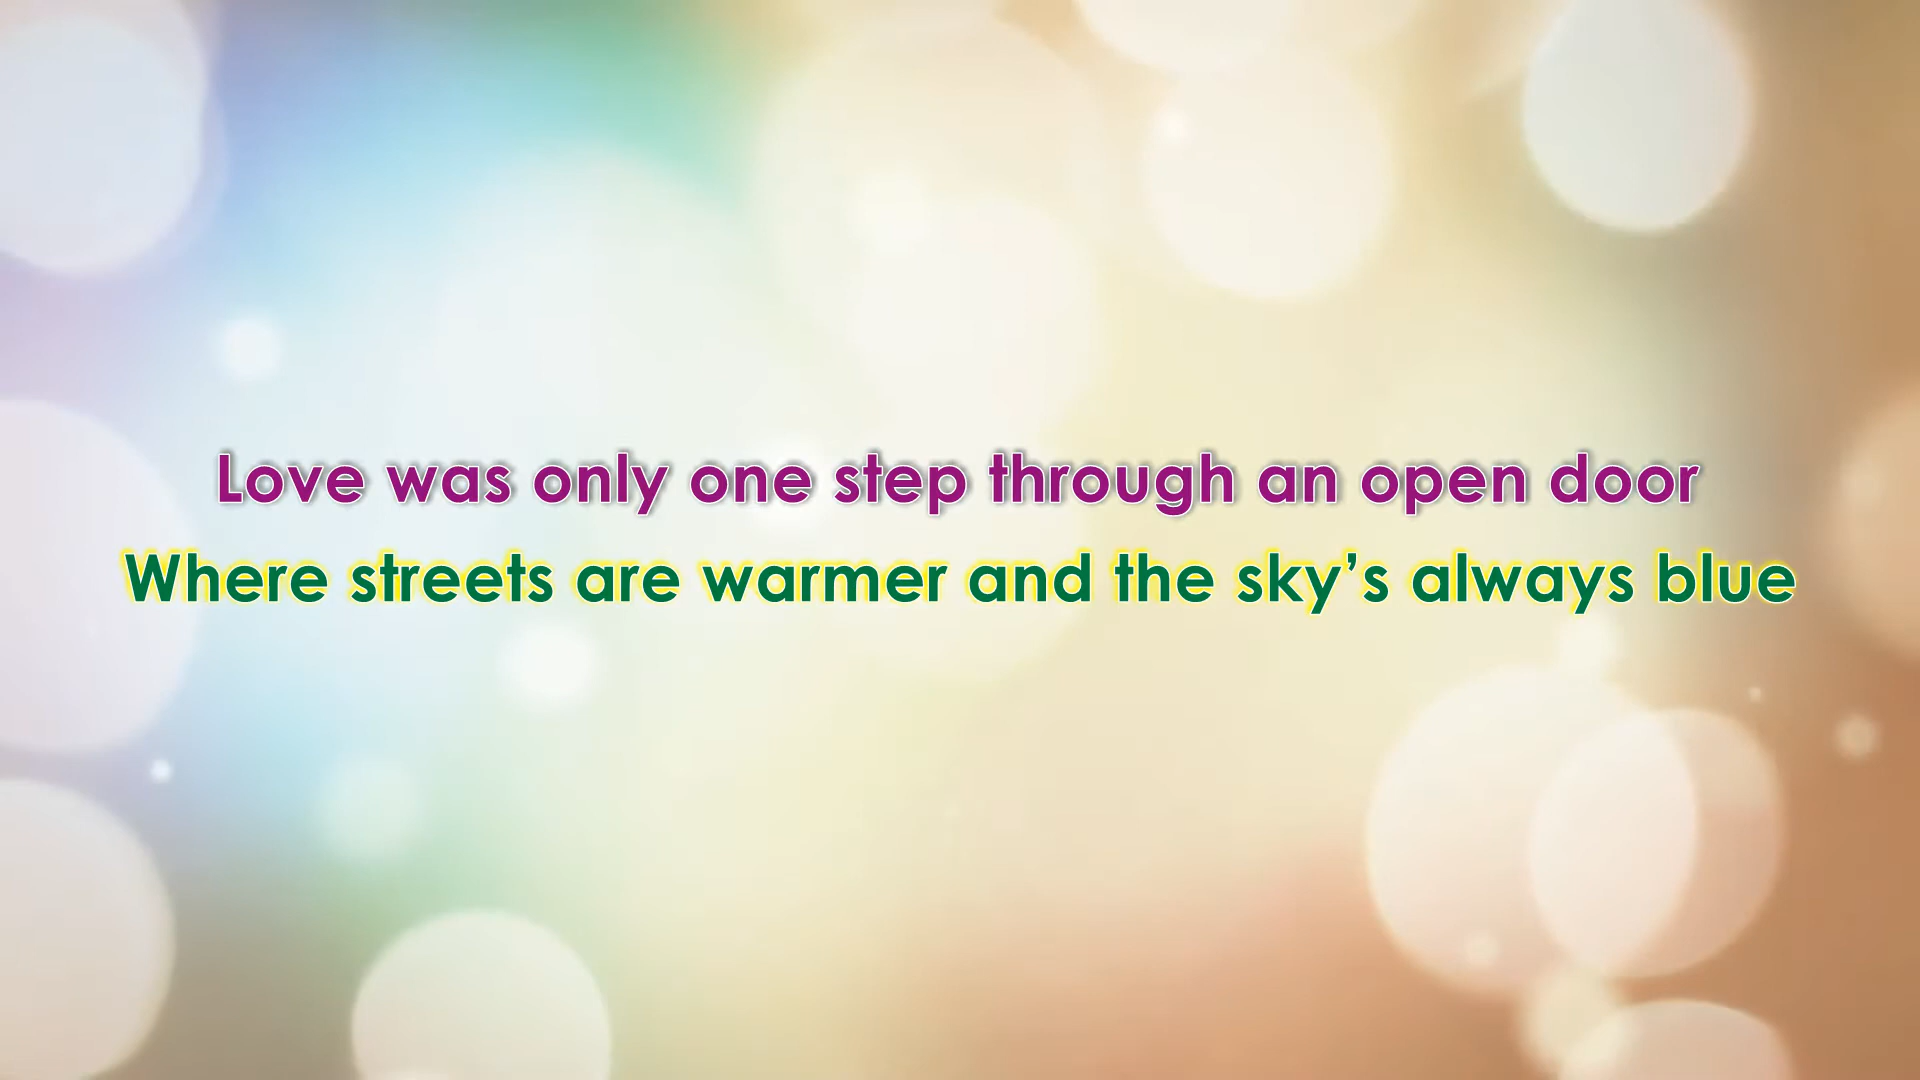 Love was only one step through an open door
Where streets are warmer and the sky’s always blue